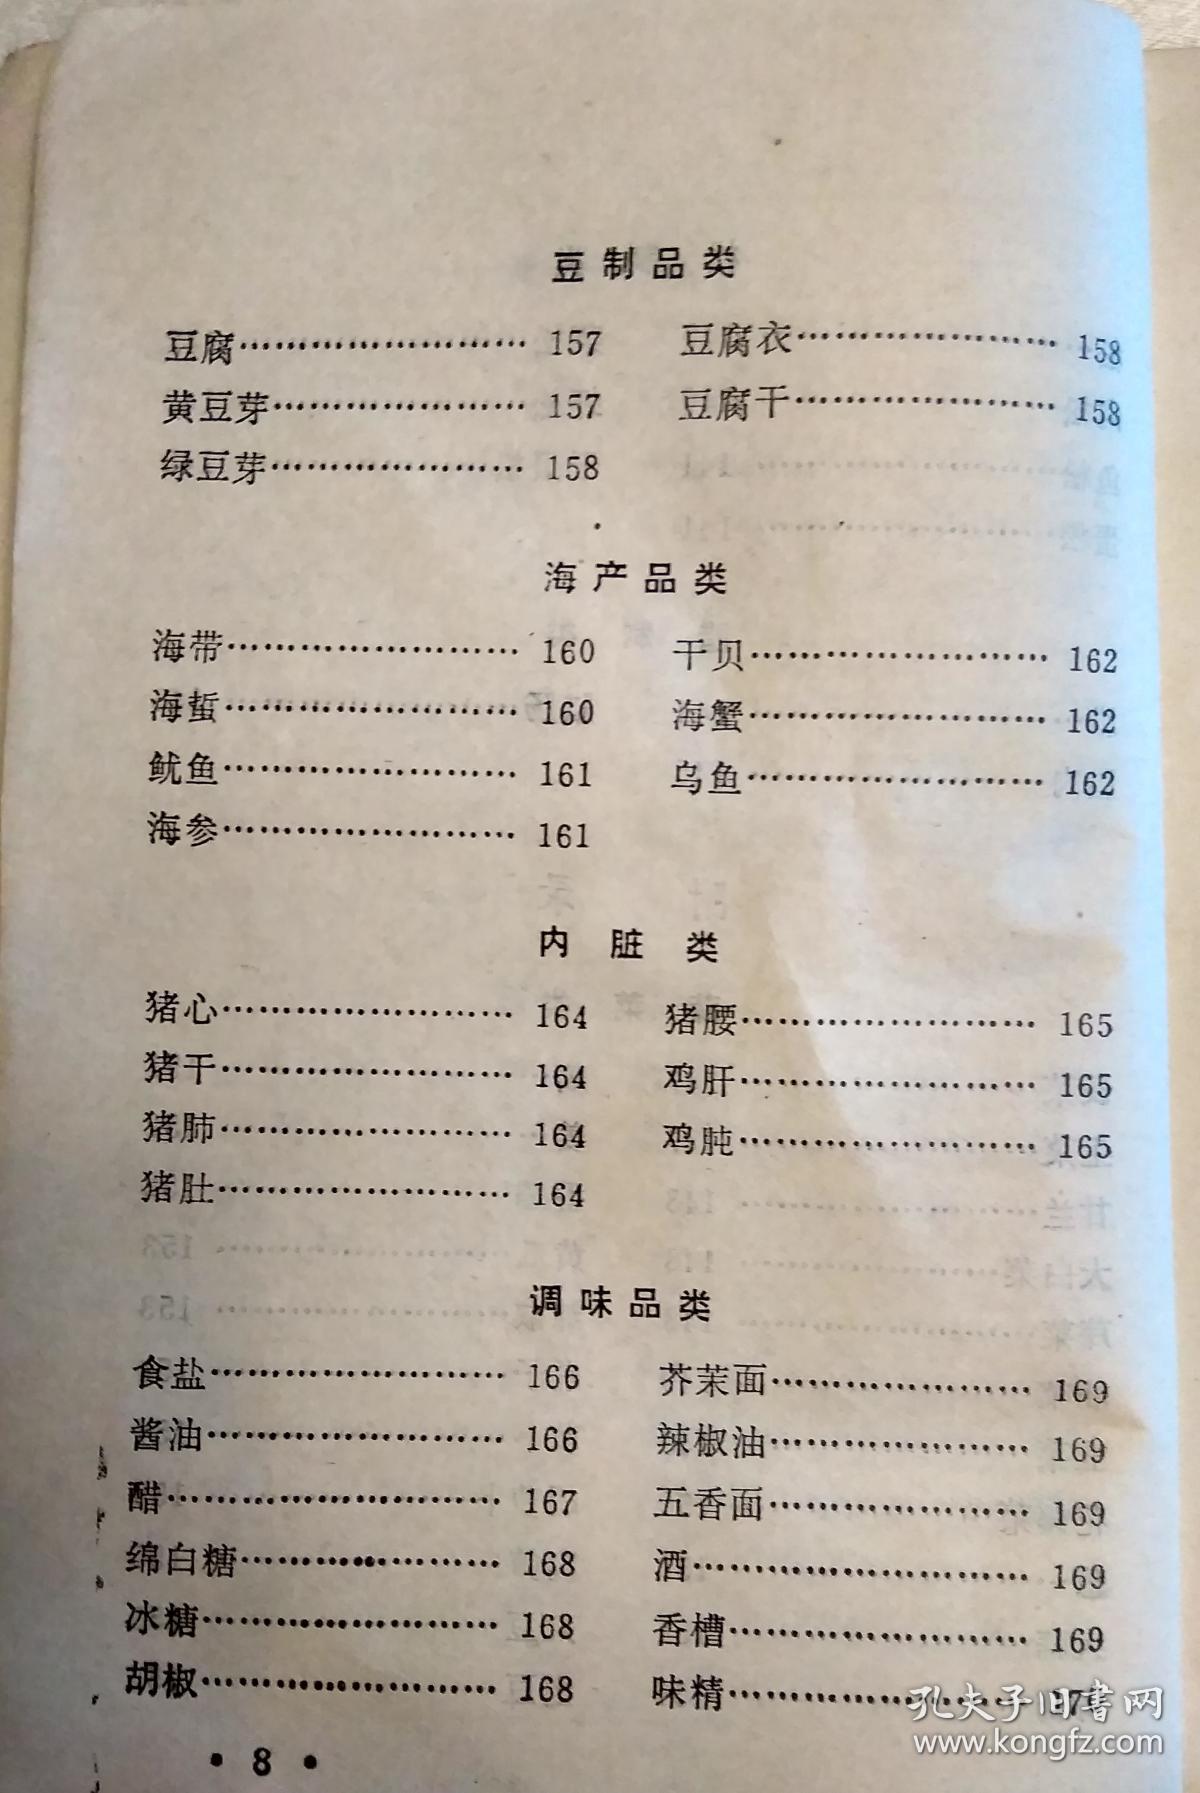 豆制品类
豆腐……………………… 157
黄豆芽…………………… 157
绿豆芽…………………… 158
豆腐衣…………………… 158
豆腐干…………………… 158
海产品类
海带……………………… 160
海蜇……………………… 160
鱿鱼……………………… 161
海参……………………… 161
干贝……………………… 162
海蟹……………………… 162
乌鱼……………………… 162
内脏类
猪心……………………… 164
猪干……………………… 164
猪肺……………………… 164
猪肚……………………… 164
猪腰……………………… 165
鸡肝……………………… 165
鸡肫……………………… 165
调味品类
食盐……………………… 166
酱油……………………… 166
醋………………………… 167
绵白糖…………………… 168
冰糖……………………… 168
胡椒……………………… 168
芥茉面…………………… 169
辣椒油…………………… 169
五香面…………………… 169
酒………………………… 169
香槽……………………… 169
味精………………………
• 8 •
孔夫子旧书网
www.kongfz.com